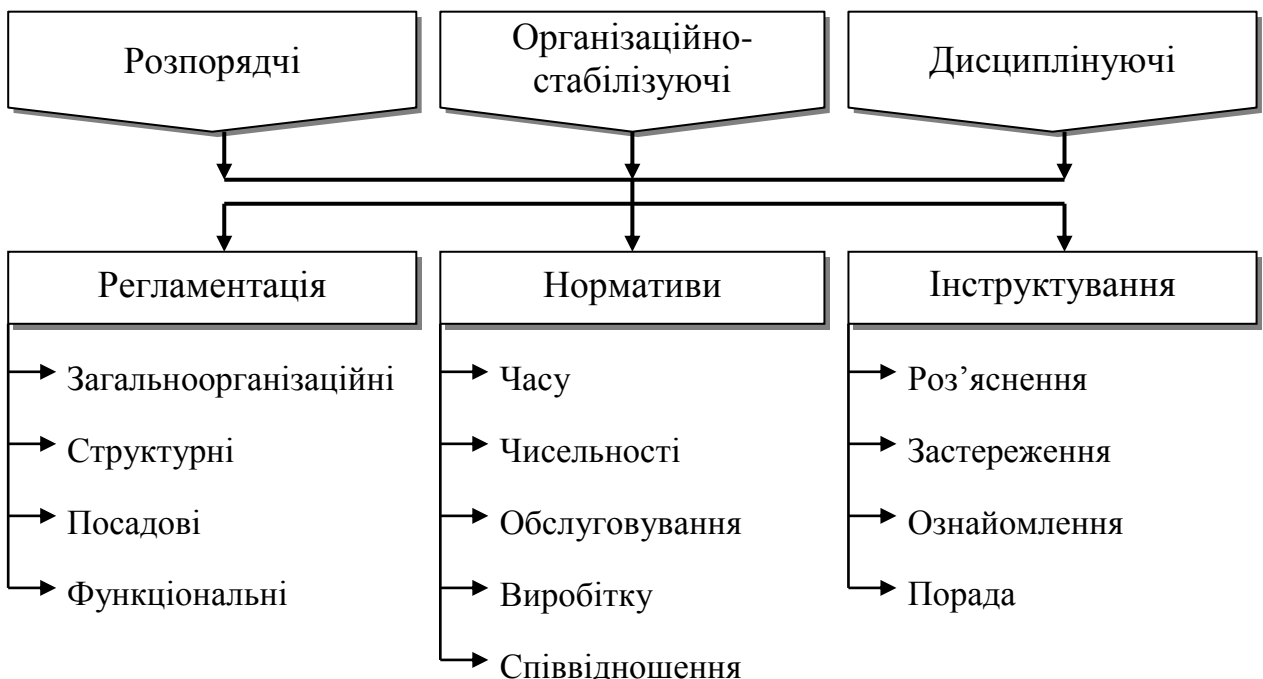 Розпорядчі
Організаційно-
стабілізуючі
Дисциплінуючі
Регламентація
Нормативи
Інструктування
Загальноорганізаційні
Структурні
Посадові
Функціональні
Часу
Чисельності
Обслуговування
Виробітку
Співвідношення
Роз’яснення
Застереження
Ознайомлення
Порада